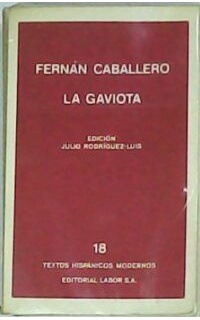 FERNÁN CABALLERO
LA GAVIOTA
EDICIÓN
JULIO RODRÍGUEZ-LUIS
18
TEXTOS HISPÁNICOS MODERNOS
EDITORIAL LABOR S.A.